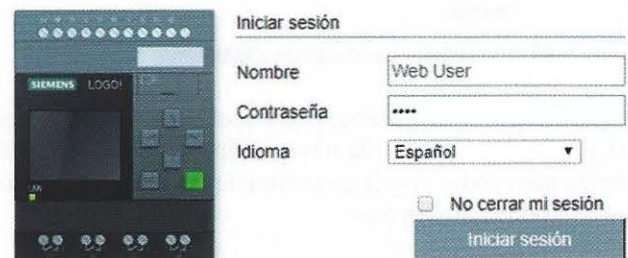 Iniciar sesión
SIEMENS LOGO!
Nombre Web User
Contraseña ••••
Idioma Español
LAN
No cerrar mi sesión
Iniciar sesión